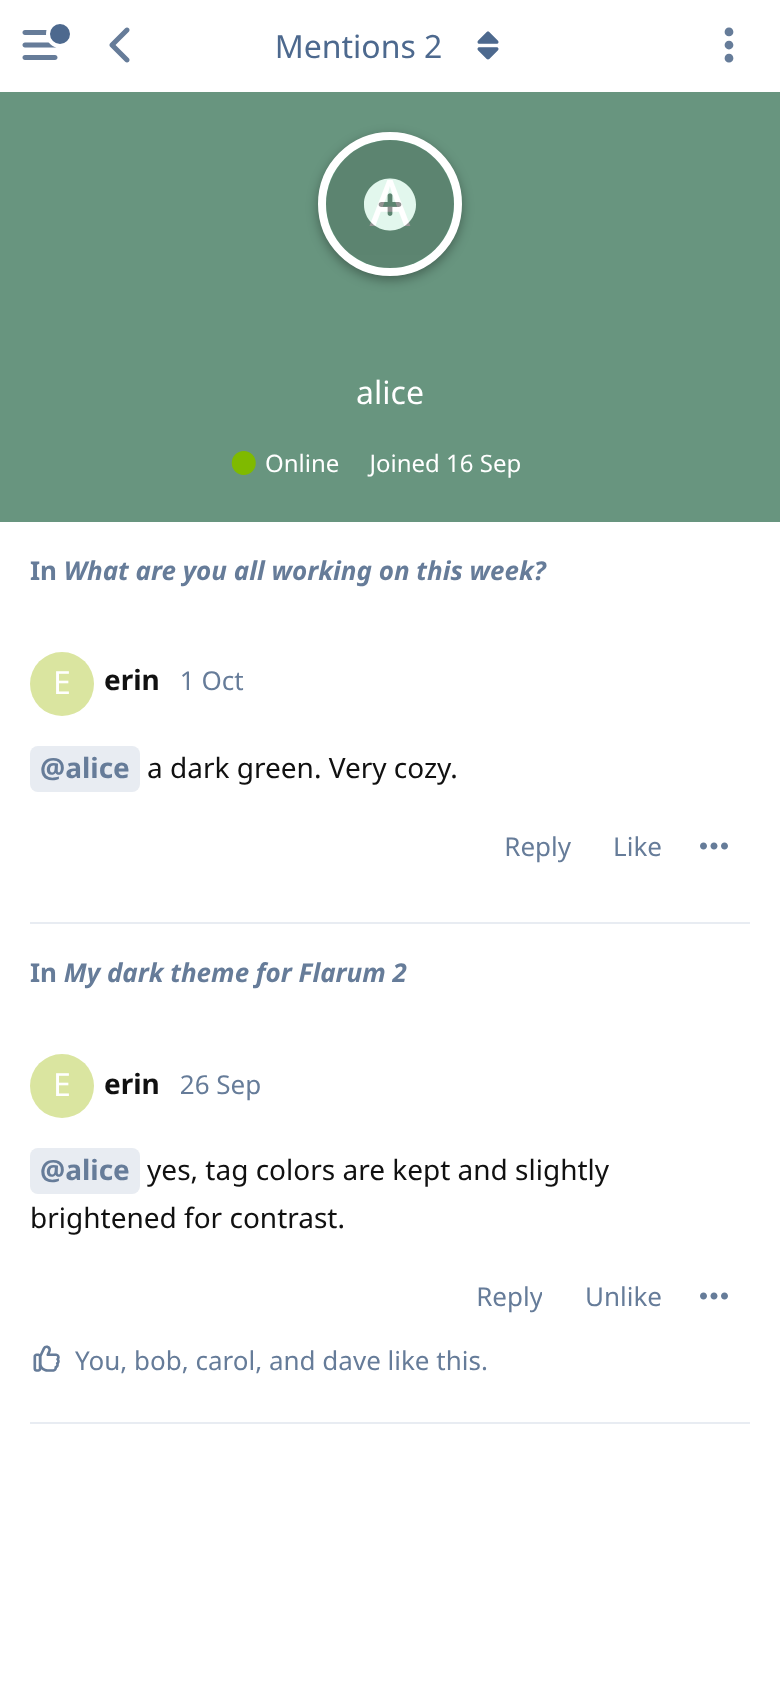 Mentions 2
A
alice
Online Joined 16 Sep
In What are you all working on this week?
E
erin 1 Oct
@alice a dark green. Very cozy.
Reply Like
In My dark theme for Flarum 2
E
erin 26 Sep
@alice yes, tag colors are kept and slightly
brightened for contrast.
Reply Unlike
You, bob, carol, and dave like this.